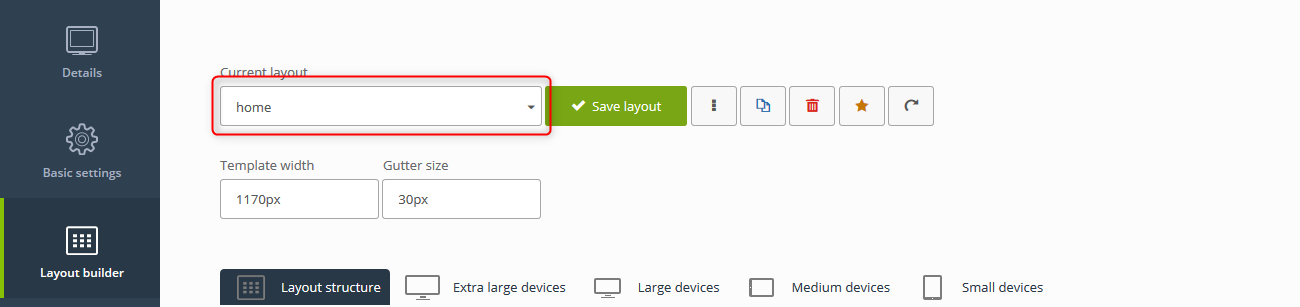 Details
Basic settings
Layout builder
Current layout
home
Save layout
Template width
Gutter size
1170px
30px
Layout structure
Extra large devices
Large devices
Medium devices
Small devices